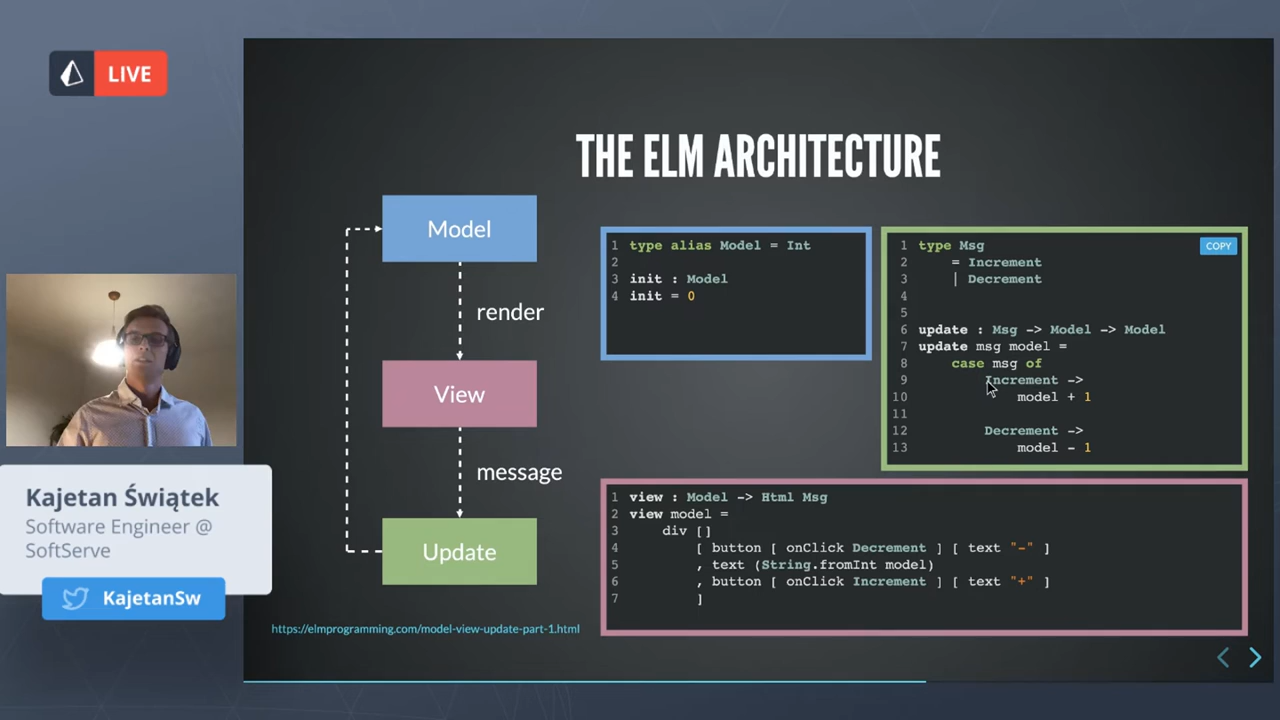 LIVE
THE ELM ARCHITECTURE
Model
render
View
message
Update
https://elmprogramming.com/model-view-update-part-1.html
1 type alias Model = Int
2
3 init : Model
4 init = 0
COPY
1 type Msg
2     = Increment
3     | Decrement
4
5
6 update : Msg -> Model -> Model
7 update msg model =
8     case msg of
9         Increment ->
10             model + 1
11
12         Decrement ->
13             model - 1
1 view : Model -> Html Msg
2 view model =
3     div []
4         [ button [ onClick Decrement ] [ text "-" ]
5         , text (String.fromInt model)
6         , button [ onClick Increment ] [ text "+" ]
7         ]
Kajetan Świątek
Software Engineer @
SoftServe
KajetanSw